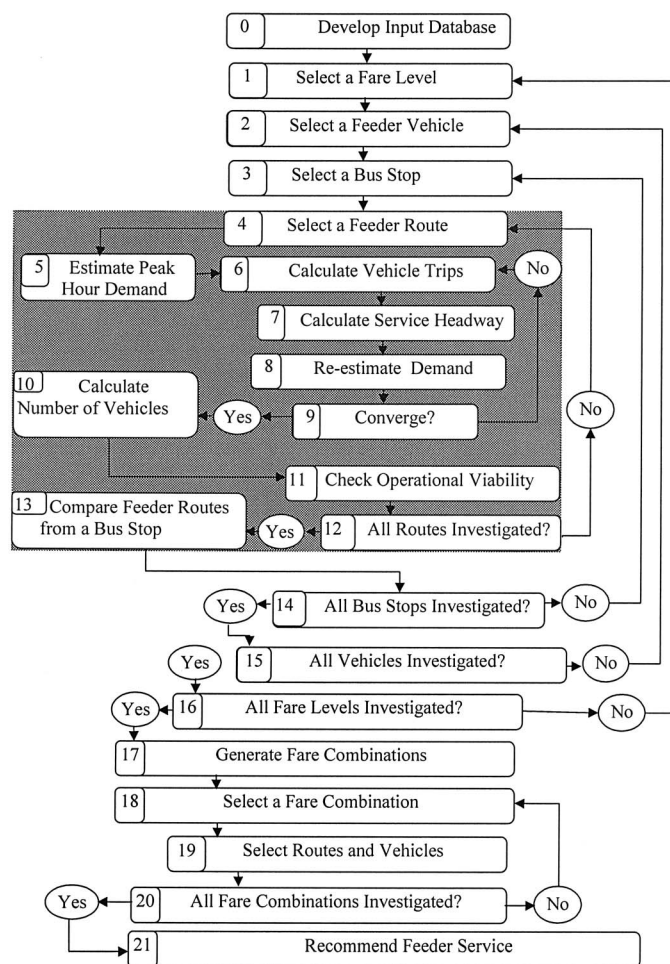 0 Develop Input Database
1 Select a Fare Level
2 Select a Feeder Vehicle
3 Select a Bus Stop
4 Select a Feeder Route
5 Estimate Peak
Hour Demand
6 Calculate Vehicle Trips
No
7 Calculate Service Headway
8 Re-estimate Demand
10 Calculate
Number of Vehicles
Yes
9 Converge?
No
11 Check Operational Viability
13 Compare Feeder Routes
from a Bus Stop
Yes
12 All Routes Investigated?
Yes
14 All Bus Stops Investigated?
No
15 All Vehicles Investigated?
No
Yes
Yes
16 All Fare Levels Investigated?
No
17 Generate Fare Combinations
18 Select a Fare Combination
19 Select Routes and Vehicles
Yes
20 All Fare Combinations Investigated?
No
21 Recommend Feeder Service